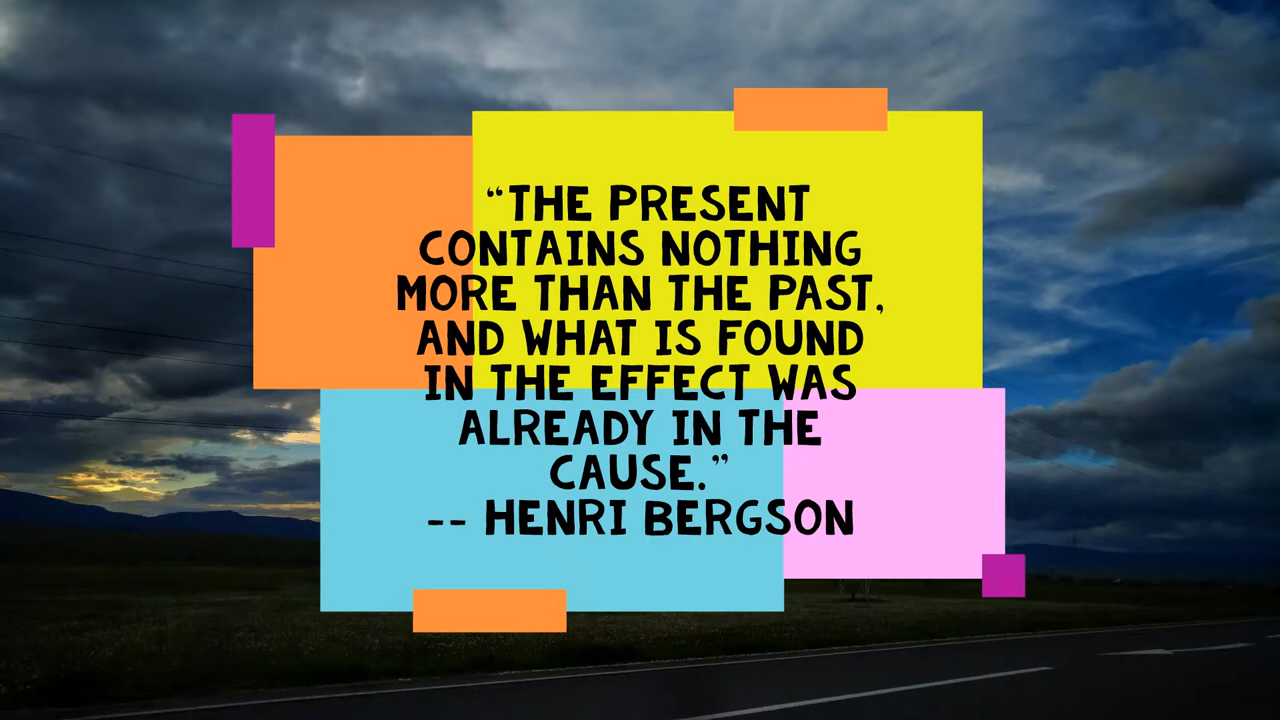 “THE PRESENT
CONTAINS NOTHING
MORE THAN THE PAST,
AND WHAT IS FOUND
IN THE EFFECT WAS
ALREADY IN THE
CAUSE.”
-- HENRI BERGSON